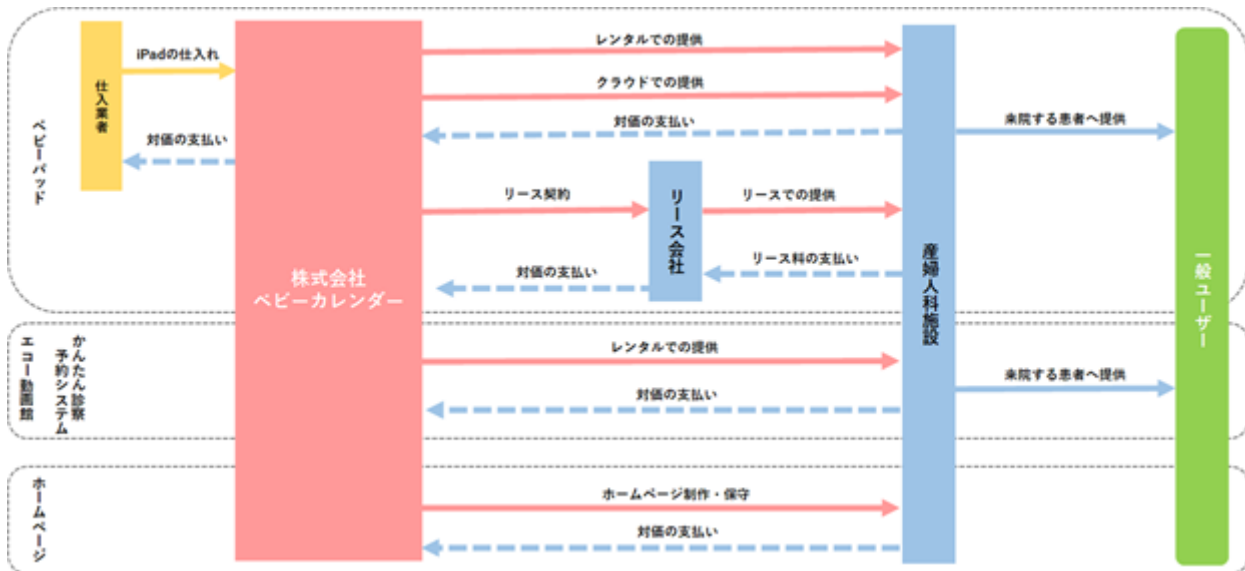 ベビーパッド
仕入業者
iPadの仕入れ
対価の支払い
株式会社
ベビーカレンダー
レンタルでの提供
クラウドでの提供
対価の支払い
来院する患者へ提供
リース契約
リース会社
リースでの提供
対価の支払い
リース料の支払い
産婦人科施設
一般ユーザー
かんたん診察
予約システム
エコー動画館
レンタルでの提供
対価の支払い
来院する患者へ提供
ホームページ
ホームページ制作・保守
対価の支払い